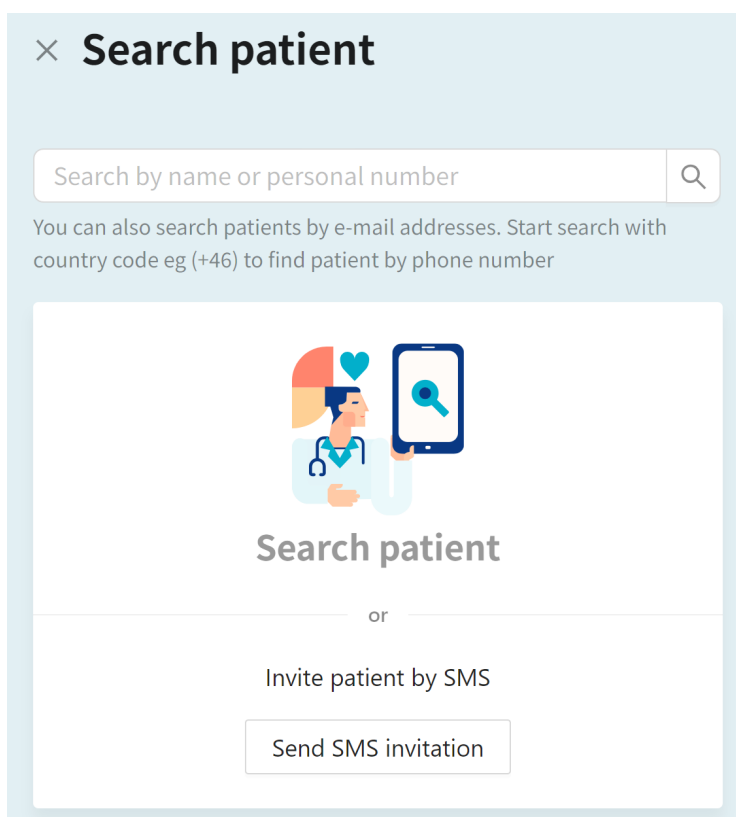 Search patient
Search by name or personal number
You can also search patients by e-mail addresses. Start search with
country code eg (+46) to find patient by phone number
Search patient
or
Invite patient by SMS
Send SMS invitation